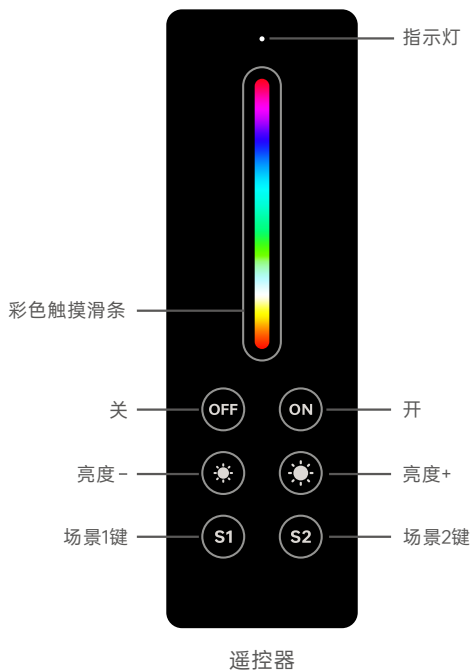 指示灯
彩色触摸滑条
关 OFF ON 开
亮度- 亮度+
场景1键 S1 S2 场景2键
遥控器